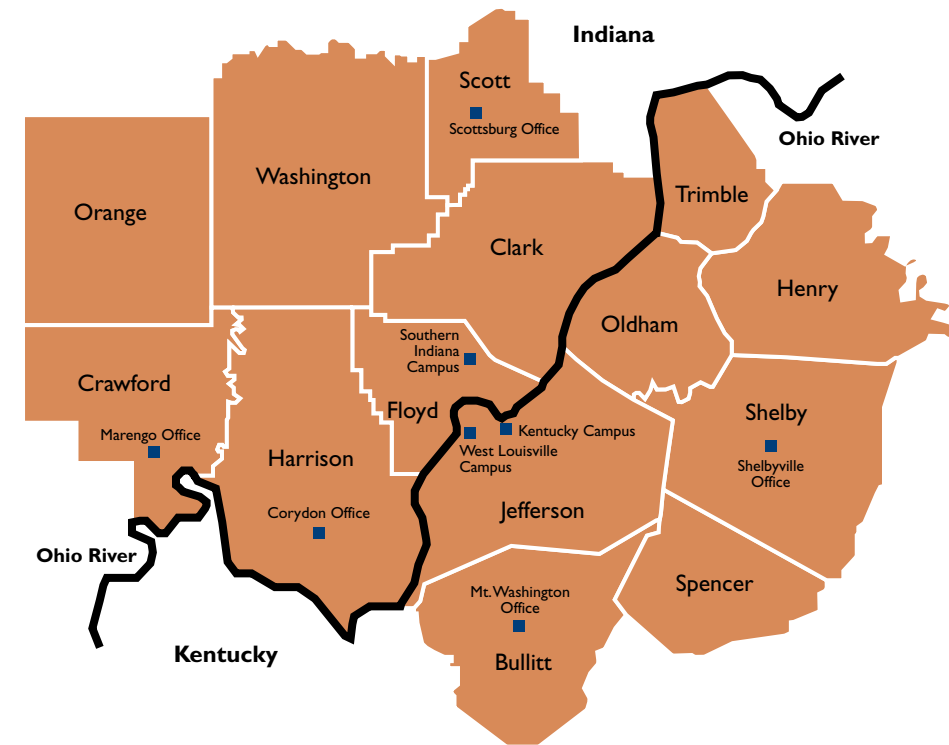 Indiana
Scott
Scottsburg Office
Ohio River
Washington
Trimble
Orange
Clark
Henry
Oldham
Southern
Indiana
Campus
Crawford
Floyd
Shelby
Marengo Office
Kentucky Campus
West Louisville
Campus
Harrison
Shelbyville
Office
Corydon Office
Jefferson
Ohio River
Spencer
Mt. Washington
Office
Kentucky
Bullitt